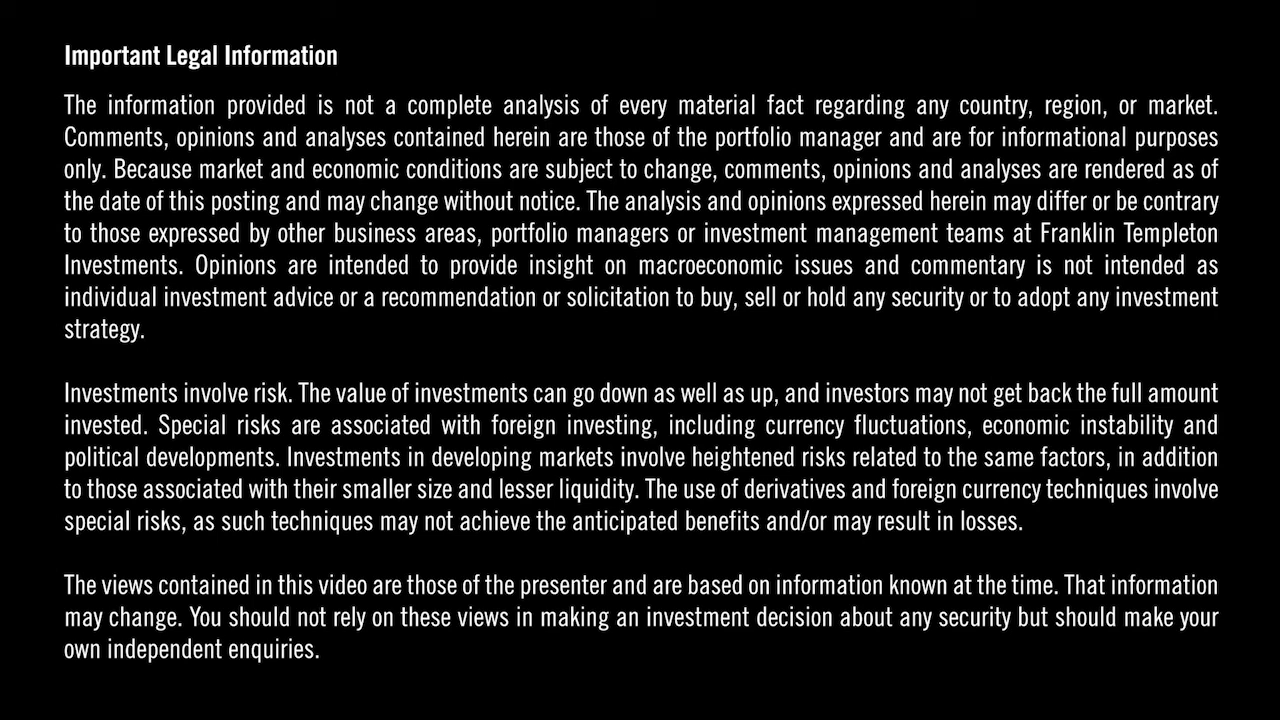 Important Legal Information
The information provided is not a complete analysis of every material fact regarding any country, region, or market.
Comments, opinions and analyses contained herein are those of the portfolio manager and are for informational purposes
only. Because market and economic conditions are subject to change, comments, opinions and analyses are rendered as of
the date of this posting and may change without notice. The analysis and opinions expressed herein may differ or be contrary
to those expressed by other business areas, portfolio managers or investment management teams at Franklin Templeton
Investments. Opinions are intended to provide insight on macroeconomic issues and commentary is not intended as
individual investment advice or a recommendation or solicitation to buy, sell or hold any security or to adopt any investment
strategy.
Investments involve risk. The value of investments can go down as well as up, and investors may not get back the full amount
invested. Special risks are associated with foreign investing, including currency fluctuations, economic instability and
political developments. Investments in developing markets involve heightened risks related to the same factors, in addition
to those associated with their smaller size and lesser liquidity. The use of derivatives and foreign currency techniques involve
special risks, as such techniques may not achieve the anticipated benefits and/or may result in losses.
The views contained in this video are those of the presenter and are based on information known at the time. That information
may change. You should not rely on these views in making an investment decision about any security but should make your
own independent enquiries.